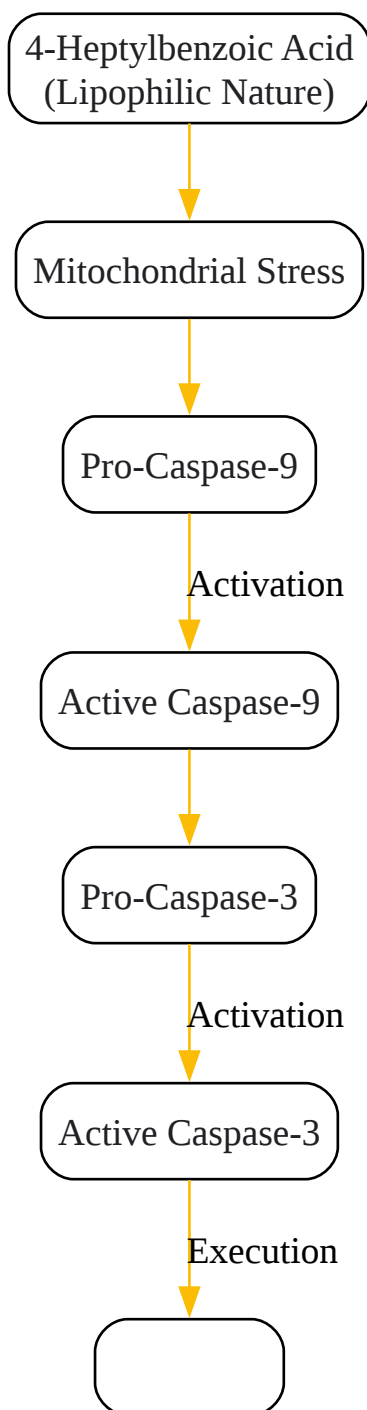 4-Heptylbenzoic Acid
(Lipophilic Nature)
Mitochondrial Stress
Pro-Caspase-9
Activation
Active Caspase-9
Pro-Caspase-3
Activation
Active Caspase-3
Execution